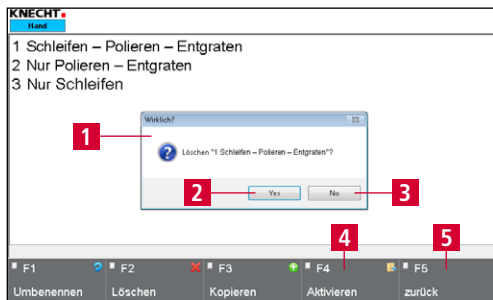 KNECHT
Hand
1 Schleifen – Polieren – Entgraten
2 Nur Polieren – Entgraten
3 Nur Schleifen
Wirklich?
1
Löschen "1 Schleifen – Polieren – Entgraten"?
2
Yes
No
3
4
5
F1
F2
F3
F4
F5
Umbenennen
Löschen
Kopieren
Aktivieren
zurück